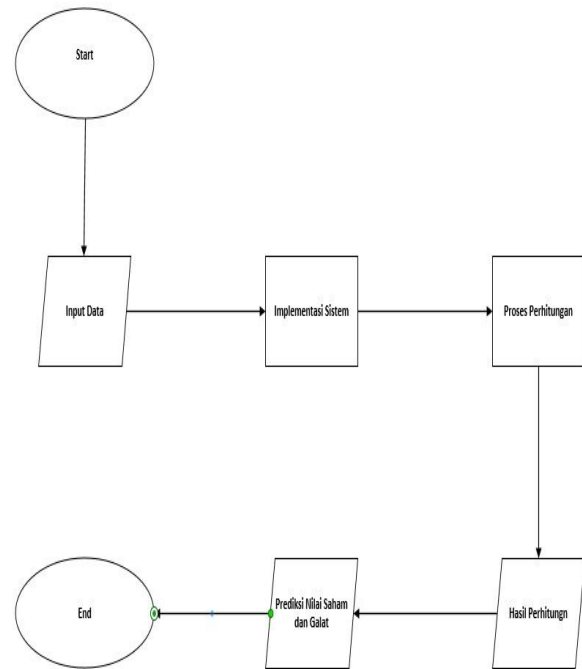 Start
Input Data
Implementasi Sistem
Proses Perhitungan
Hasil Perhitungn
Prediksi Nilai Saham
dan Galat
End